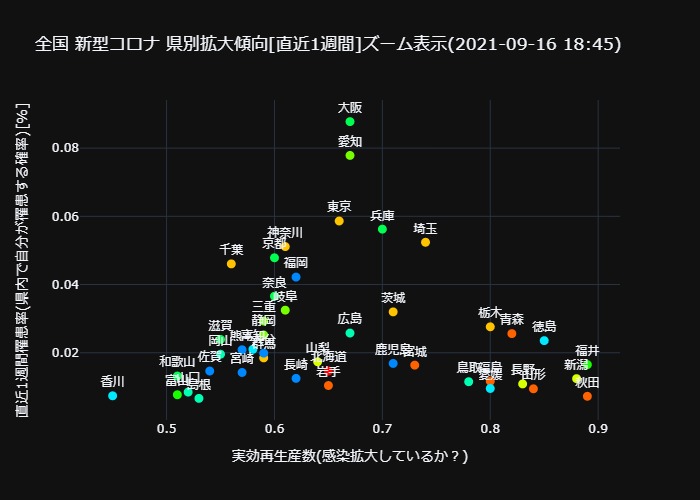 全国 新型コロナ 県別拡大傾向[直近1週間]ズーム表示(2021-09-16 18:45)
直近1週間罹患率(県内で自分が罹患する確率)[%]
0.08
0.06
0.04
0.02
大阪
愛知
東京
兵庫
神奈川
埼玉
京都
千葉
福岡
奈良
岐阜
三重
茨城
静岡
滋賀
広島
栃木
青森
岡山
徳島
群馬
山梨
北海道
鹿児島
宮城
和歌山
佐賀
宮崎
長崎
岩手
福井
新潟
香川
富山
島根
鳥取
福島
愛媛
長野
山形
秋田
0.5
0.6
0.7
0.8
0.9
実効再生産数(感染拡大しているか？)